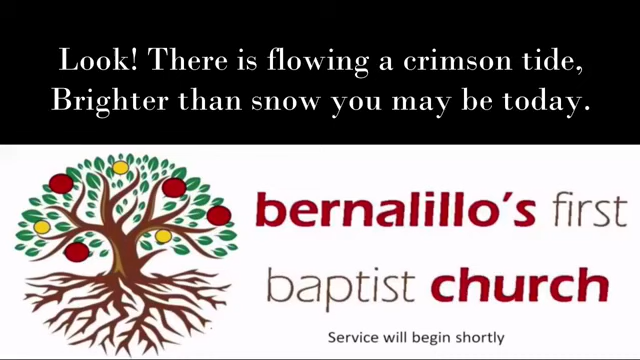 Look! There is flowing a crimson tide,
Brighter than snow you may be today.
bernalillo's first
baptist church
Service will begin shortly